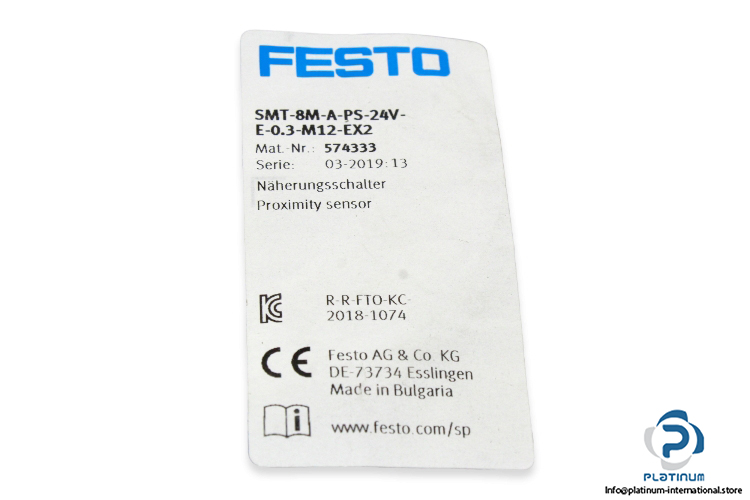 FESTO
SMT-8M-A-PS-24V-
E-0.3-M12-EX2
Mat.-Nr.: 574333
Serie: 03-2019:13
Näherungsschalter
Proximity sensor
R-R-FTO-KC-
2018-1074
CE Festo AG & Co. KG
DE-73734 Esslingen
Made in Bulgaria
i www.festo.com/sp
PLATINUM
Info@platinum-international.store